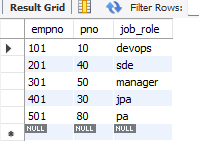 Result Grid Filter Rows:
empno pno job_role
101 10 devops
201 40 sde
301 50 manager
401 30 jpa
501 80 pa
NULL NULL NULL